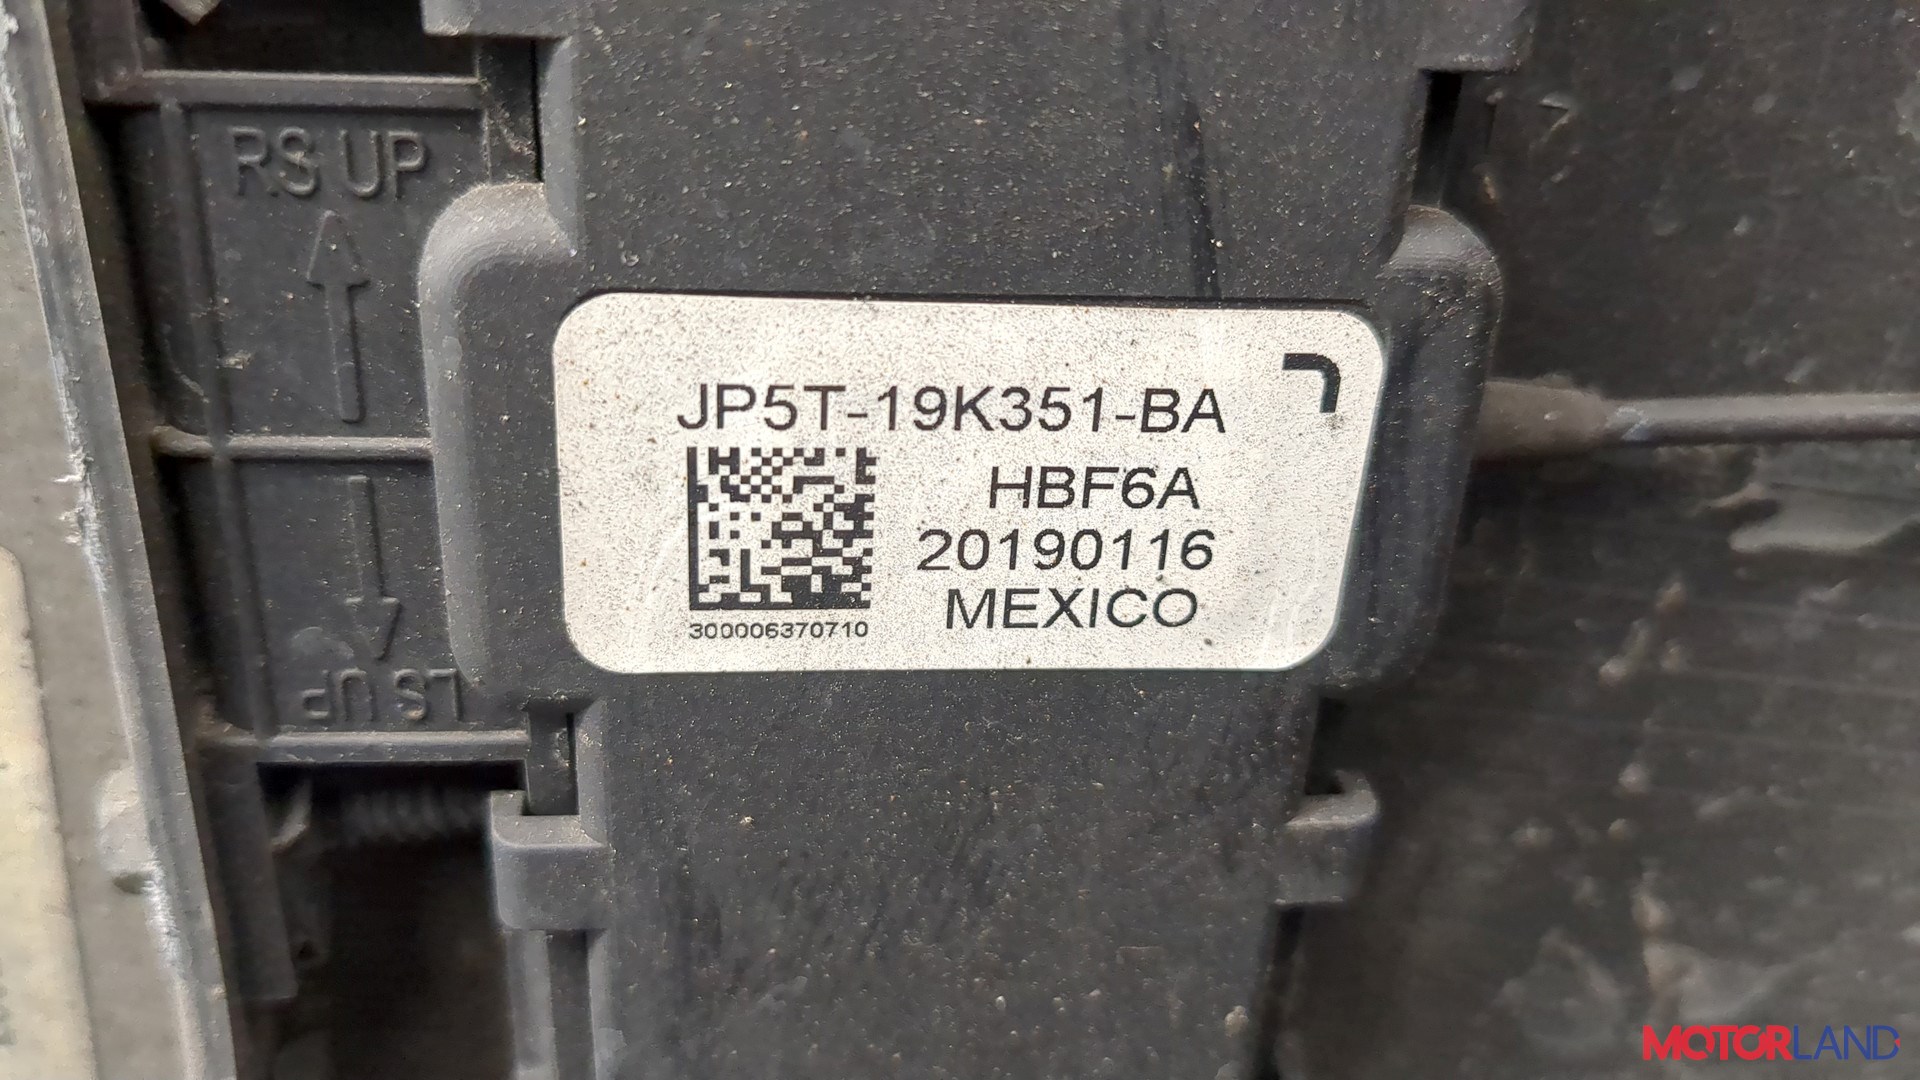 RS UP
JP5T-19K351-BA
HBF6A
20190116
MEXICO
300006370710
LS UP
MOTORLAND